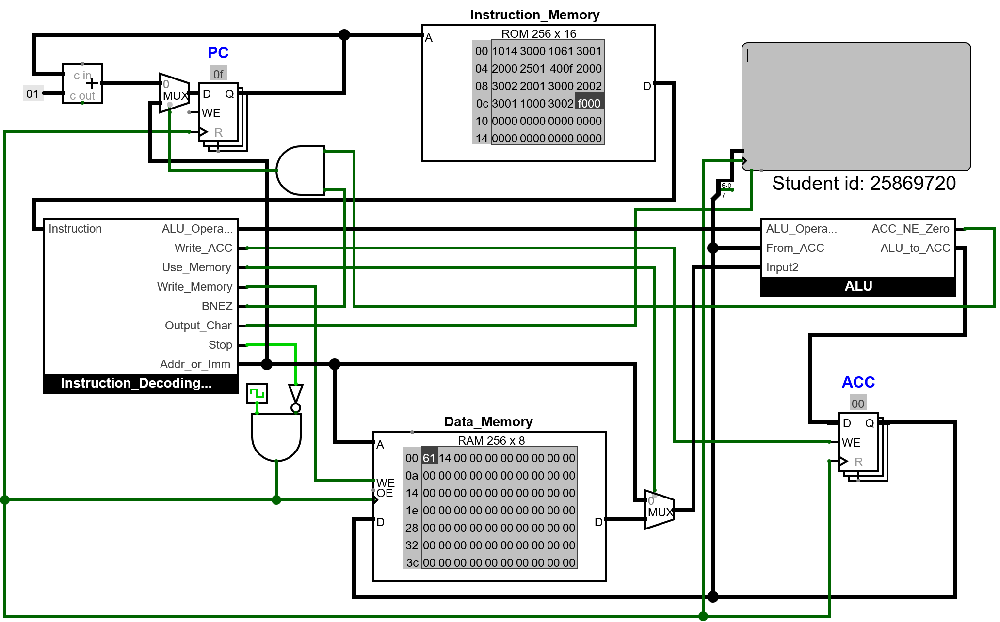 Instruction_Memory
ROM 256 x 16
A
00 1014 3000 1061 3001
04 2000 2501 400f 2000
08 3002 2001 3000 2002
0c 3001 1000 3002 f000
10 0000 0000 0000 0000
14 0000 0000 0000 0000
D
PC
0f
c in
c out
01
0
MUX
D Q
WE
R
6-0
7
Student id: 25869720
Instruction
ALU_Opera...
Write_ACC
Use_Memory
Write_Memory
BNEZ
Output_Char
Stop
Addr_or_Imm
Instruction_Decoding...
ALU_Opera... ACC_NE_Zero
From_ACC ALU_to_ACC
Input2
ALU
ACC
00
D Q
WE
R
Data_Memory
RAM 256 x 8
A
00 61 14 00 00 00 00 00 00 00 00
0a 00 00 00 00 00 00 00 00 00 00
14 00 00 00 00 00 00 00 00 00 00
1e 00 00 00 00 00 00 00 00 00 00
28 00 00 00 00 00 00 00 00 00 00
32 00 00 00 00 00 00 00 00 00 00
3c 00 00 00 00 00 00 00 00 00 00
WE
OE
D
D
0
MUX